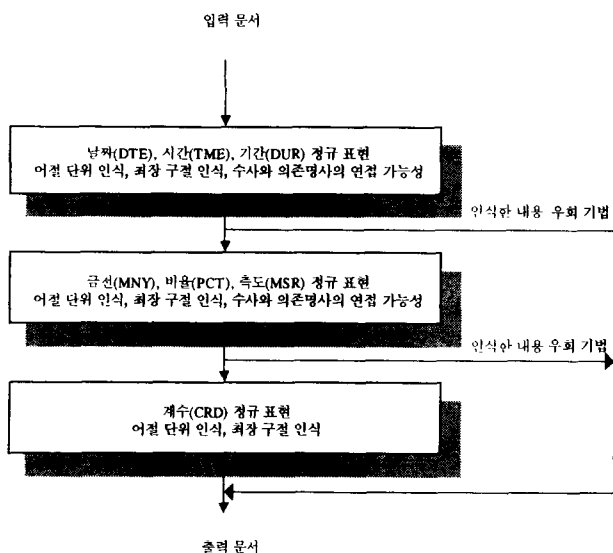 입력 문서
날짜(DTE), 시간(TME), 기간(DUR) 정규 표현
어절 단위 인식, 최장 구절 인식, 수사와 의존명사의 연접 가능성
인식한 내용 우회 기법
금전(MNY), 비율(PCT), 측도(MSR) 정규 표현
어절 단위 인식, 최장 구절 인식, 수사와 의존명사의 연접 가능성
인식한 내용 우회 기법
계수(CRD) 정규 표현
어절 단위 인식, 최장 구절 인식
출력 문서